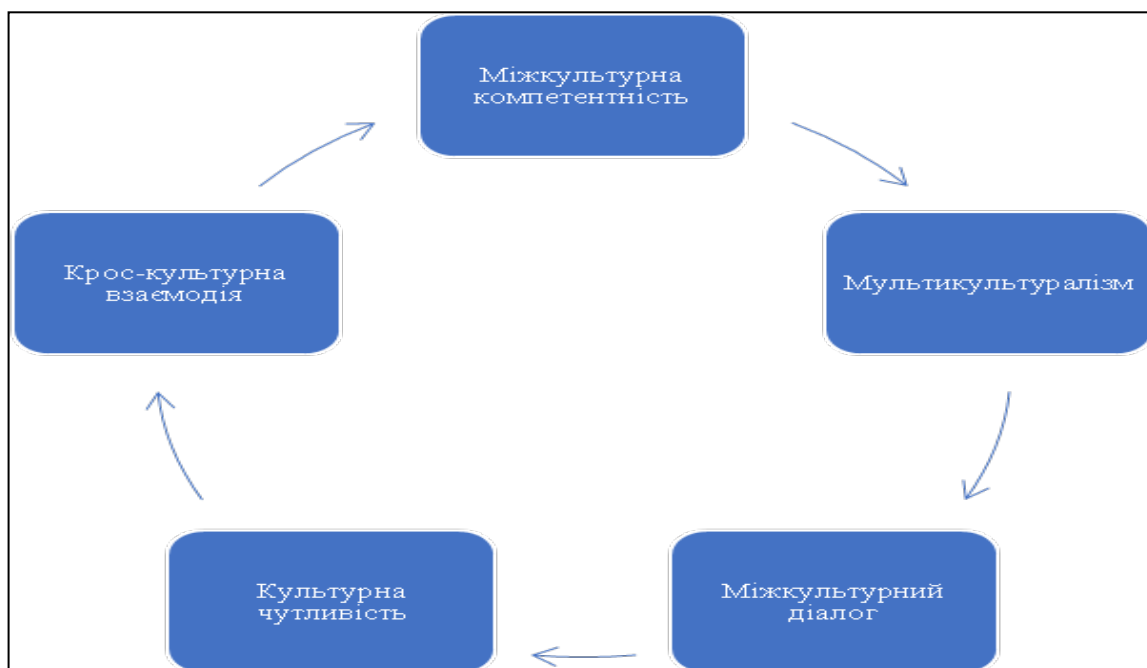 Міжкультурна
компетентність
Мультикультуралізм
Міжкультурний
діалог
Культурна
чутливість
Крос-культурна
взаємодія